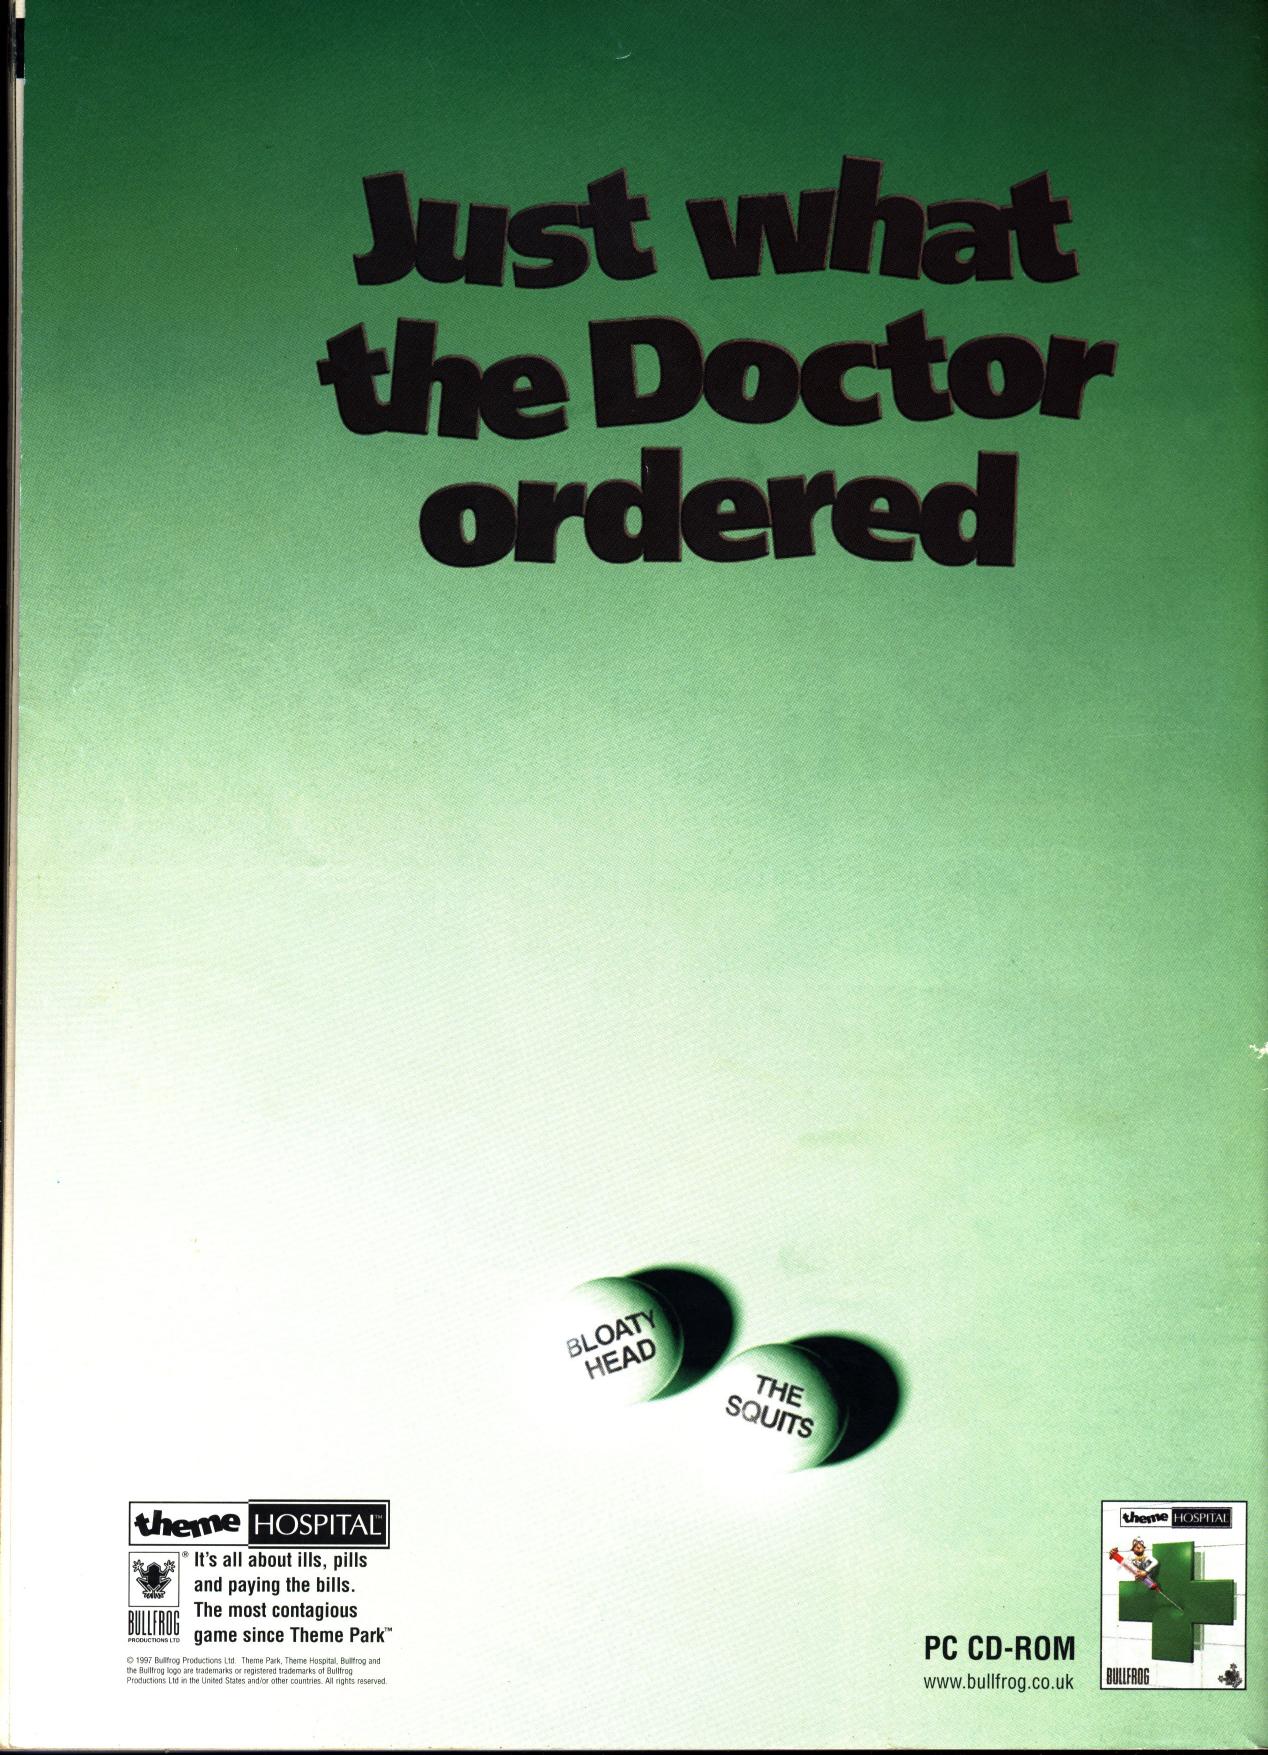 Just what
the Doctor
ordered
BLOATY
HEAD
THE
SQUITS
theme HOSPITAL™
®
It's all about ills, pills
and paying the bills.
The most contagious
game since Theme Park™
BULLFROG
PRODUCTIONS LTD
© 1997 Bullfrog Productions Ltd. Theme Park, Theme Hospital, Bullfrog and
the Bullfrog logo are trademarks or registered trademarks of Bullfrog
Productions Ltd in the United States and/or other countries. All rights reserved.
PC CD-ROM
www.bullfrog.co.uk
theme HOSPITAL
BULLFROG